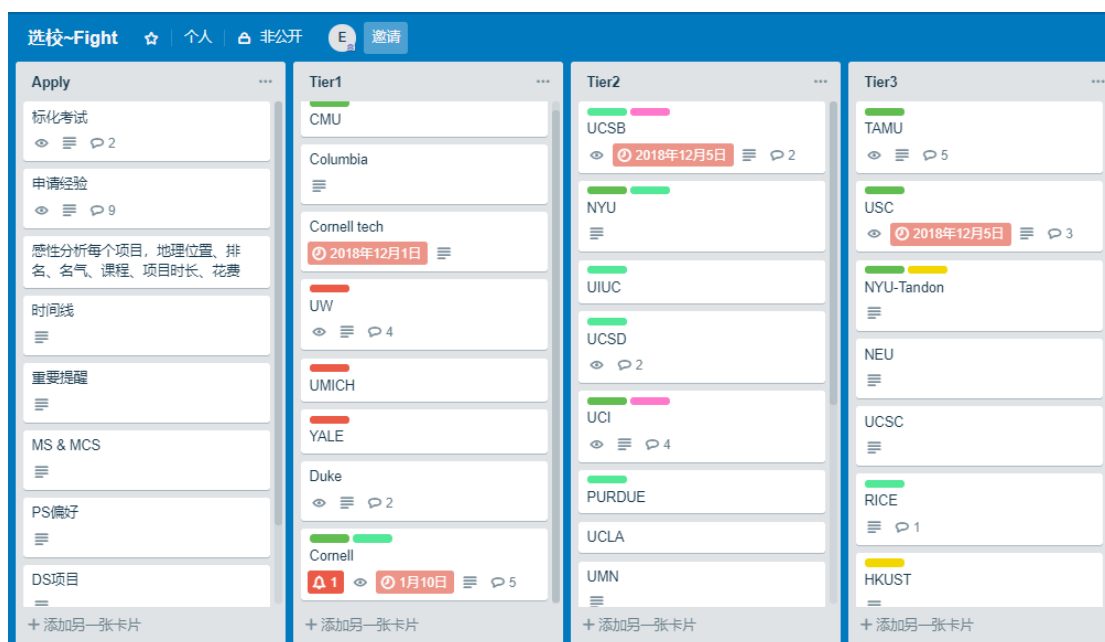 选校~Fight 个人 非公开 E 邀请
Apply
标化考试
2
申请经验
9
感性分析每个项目，地理位置、排
名、名气、课程、项目时长、花费
时间线
重要提醒
MS & MCS
PS偏好
DS项目
+ 添加另一张卡片
Tier1
CMU
Columbia
Cornell tech
2018年12月1日
UW
4
UMICH
YALE
Duke
2
Cornell
1 1月10日 5
+ 添加另一张卡片
Tier2
UCSB
2018年12月5日 2
NYU
UIUC
UCSD
2
UCI
4
PURDUE
UCLA
UMN
+ 添加另一张卡片
Tier3
TAMU
5
USC
2018年12月5日 3
NYU-Tandon
NEU
UCSC
RICE
1
HKUST
+ 添加另一张卡片